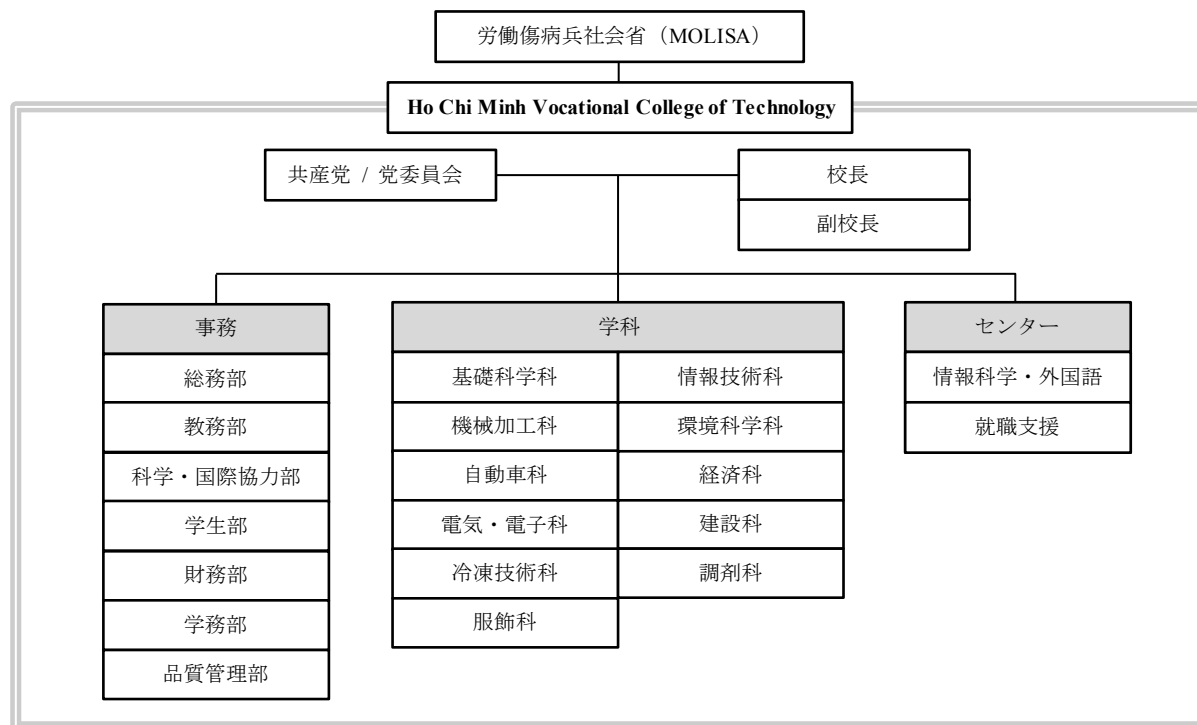 労働傷病兵社会省（MOLISA）
Ho Chi Minh Vocational College of Technology
共産党 / 党委員会
校長
副校長
事務
総務部
教務部
科学・国際協力部
学生部
財務部
学務部
品質管理部
学科
基礎科学科
情報技術科
機械加工科
環境科学科
自動車科
経済科
電気・電子科
建設科
冷凍技術科
調剤科
服飾科
センター
情報科学・外国語
就職支援